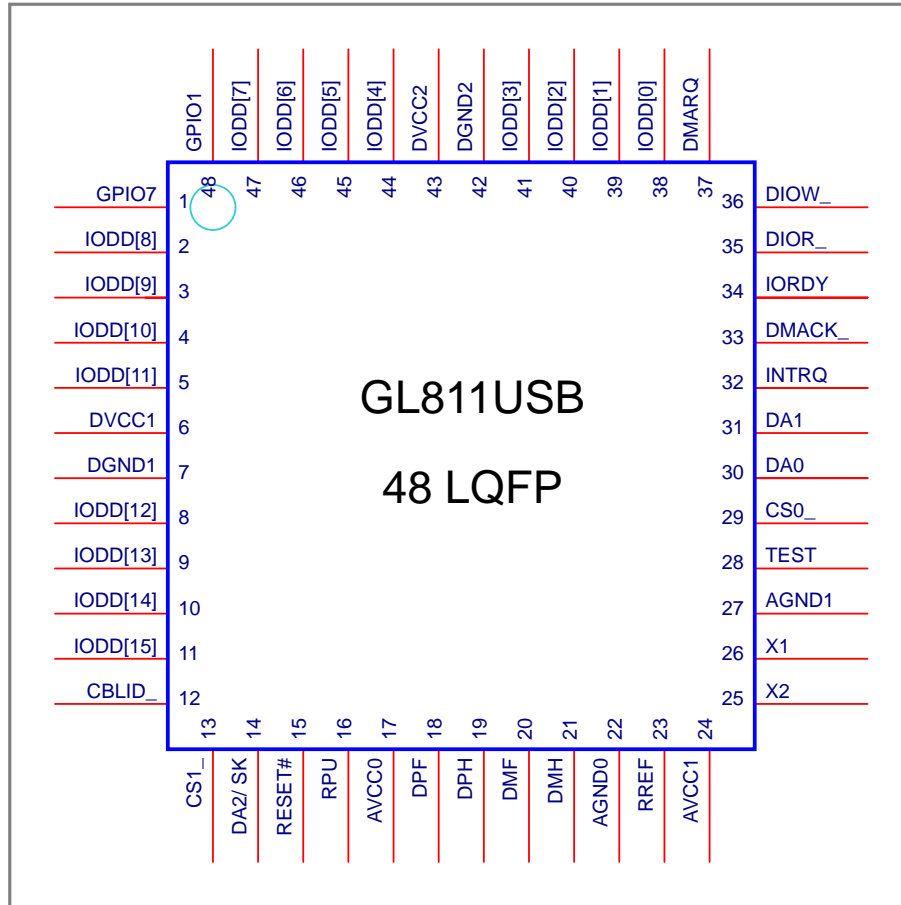 GPIO1
IODD[7]
IODD[6]
IODD[5]
IODD[4]
DVCC2
DGND2
IODD[3]
IODD[2]
IODD[1]
IODD[0]
DMARQ
48
47
46
45
44
43
42
41
40
39
38
37
GPIO7 1
IODD[8] 2
IODD[9] 3
IODD[10] 4
IODD[11] 5
DVCC1 6
DGND1 7
IODD[12] 8
IODD[13] 9
IODD[14] 10
IODD[15] 11
CBLID_ 12
GL811USB
48 LQFP
36 DIOW_
35 DIOR_
34 IORDY
33 DMACK_
32 INTRQ
31 DA1
30 DA0
29 CS0_
28 TEST
27 AGND1
26 X1
25 X2
13
14
15
16
17
18
19
20
21
22
23
24
CS1_
DA2/ SK
RESET#
RPU
AVCC0
DPF
DPH
DMF
DMH
AGND0
RREF
AVCC1